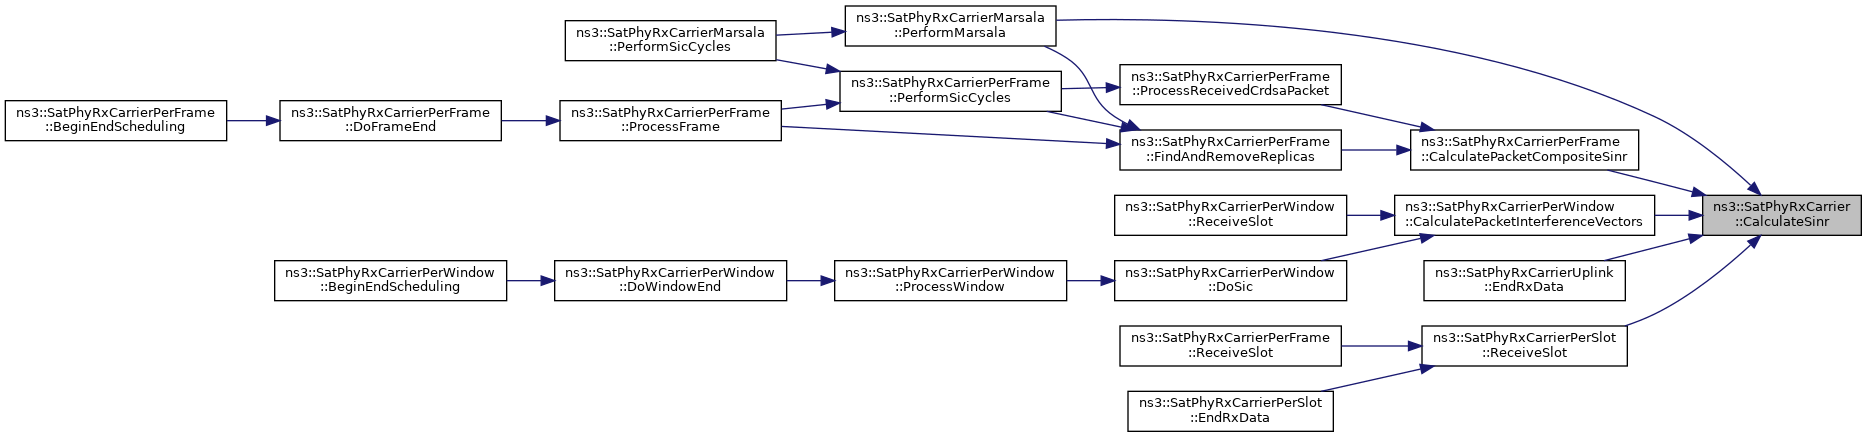 ns3::SatPhyRxCarrierMarsala
::PerformMarsala
ns3::SatPhyRxCarrierMarsala
::PerformSicCycles
ns3::SatPhyRxCarrierPerFrame
::ProcessReceivedCrdsaPacket
ns3::SatPhyRxCarrierPerFrame
::PerformSicCycles
ns3::SatPhyRxCarrierPerFrame
::BeginEndScheduling
ns3::SatPhyRxCarrierPerFrame
::DoFrameEnd
ns3::SatPhyRxCarrierPerFrame
::ProcessFrame
ns3::SatPhyRxCarrierPerFrame
::FindAndRemoveReplicas
ns3::SatPhyRxCarrierPerFrame
::CalculatePacketCompositeSinr
ns3::SatPhyRxCarrierPerWindow
::ReceiveSlot
ns3::SatPhyRxCarrierPerWindow
::CalculatePacketInterferenceVectors
ns3::SatPhyRxCarrier
::CalculateSinr
ns3::SatPhyRxCarrierPerWindow
::BeginEndScheduling
ns3::SatPhyRxCarrierPerWindow
::DoWindowEnd
ns3::SatPhyRxCarrierPerWindow
::ProcessWindow
ns3::SatPhyRxCarrierPerWindow
::DoSic
ns3::SatPhyRxCarrierUplink
::EndRxData
ns3::SatPhyRxCarrierPerFrame
::ReceiveSlot
ns3::SatPhyRxCarrierPerSlot
::ReceiveSlot
ns3::SatPhyRxCarrierPerSlot
::EndRxData